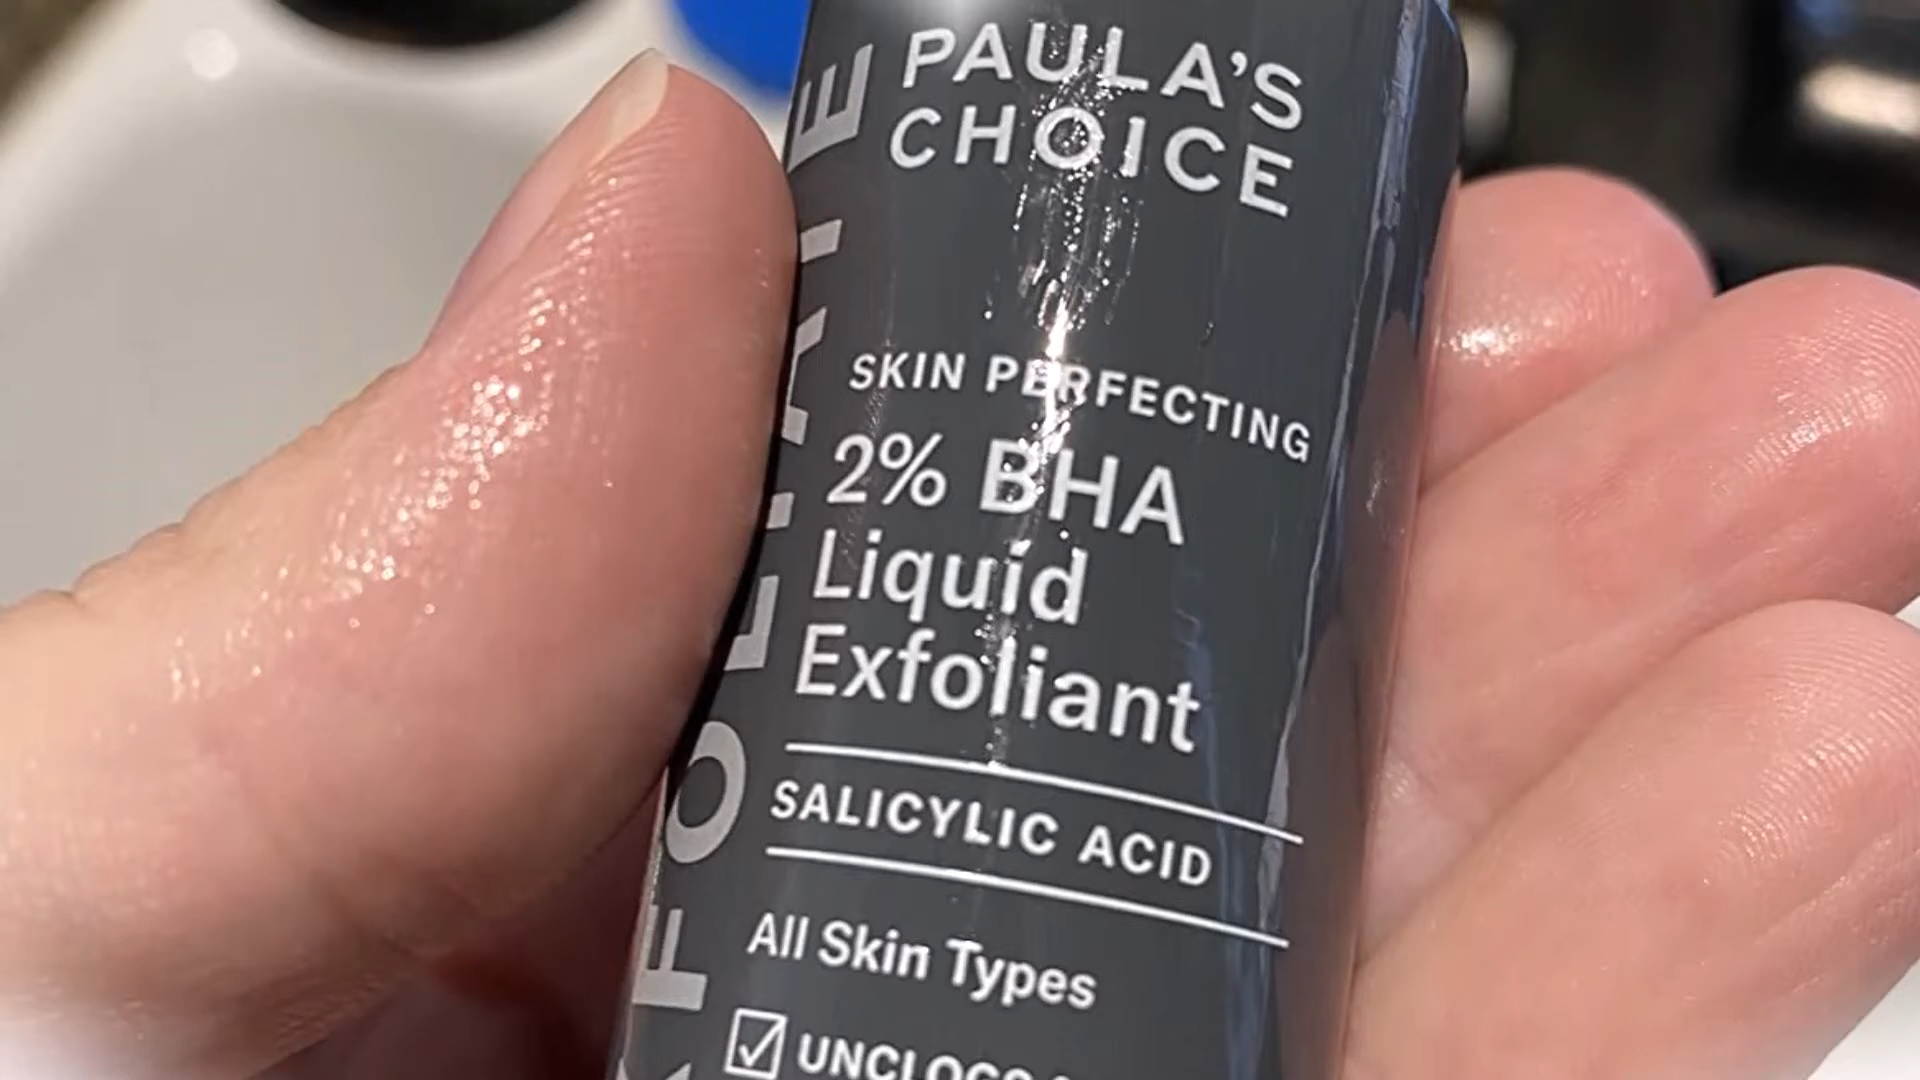 PAULA'S
CHOICE
SKIN PERFECTING
2% BHA
Liquid
Exfoliant
SALICYLIC ACID
All Skin Types